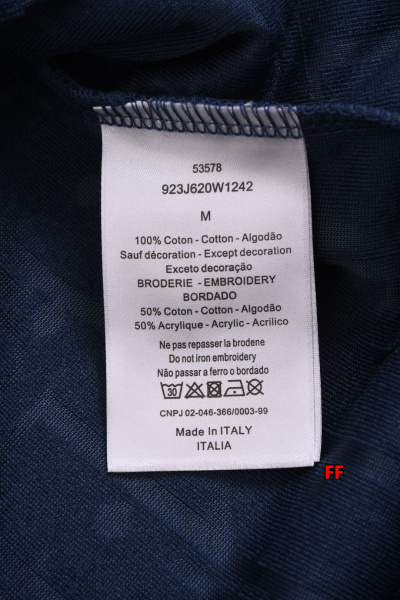 53578
923J620W1242
M
100% Coton - Cotton - Algodão
Sauf décoration - Except decoration
Exceto decoração
BRODERIE - EMBROIDERY
BORDADO
50% Coton - Cotton - Algodão
50% Acrylique - Acrylic - Acrilico
Ne pas repasser la brodene
Do not iron embroidery
Não passar a ferro o bordado
30
CNPJ 02-046-366/0003-99
Made In ITALY
ITALIA
FF